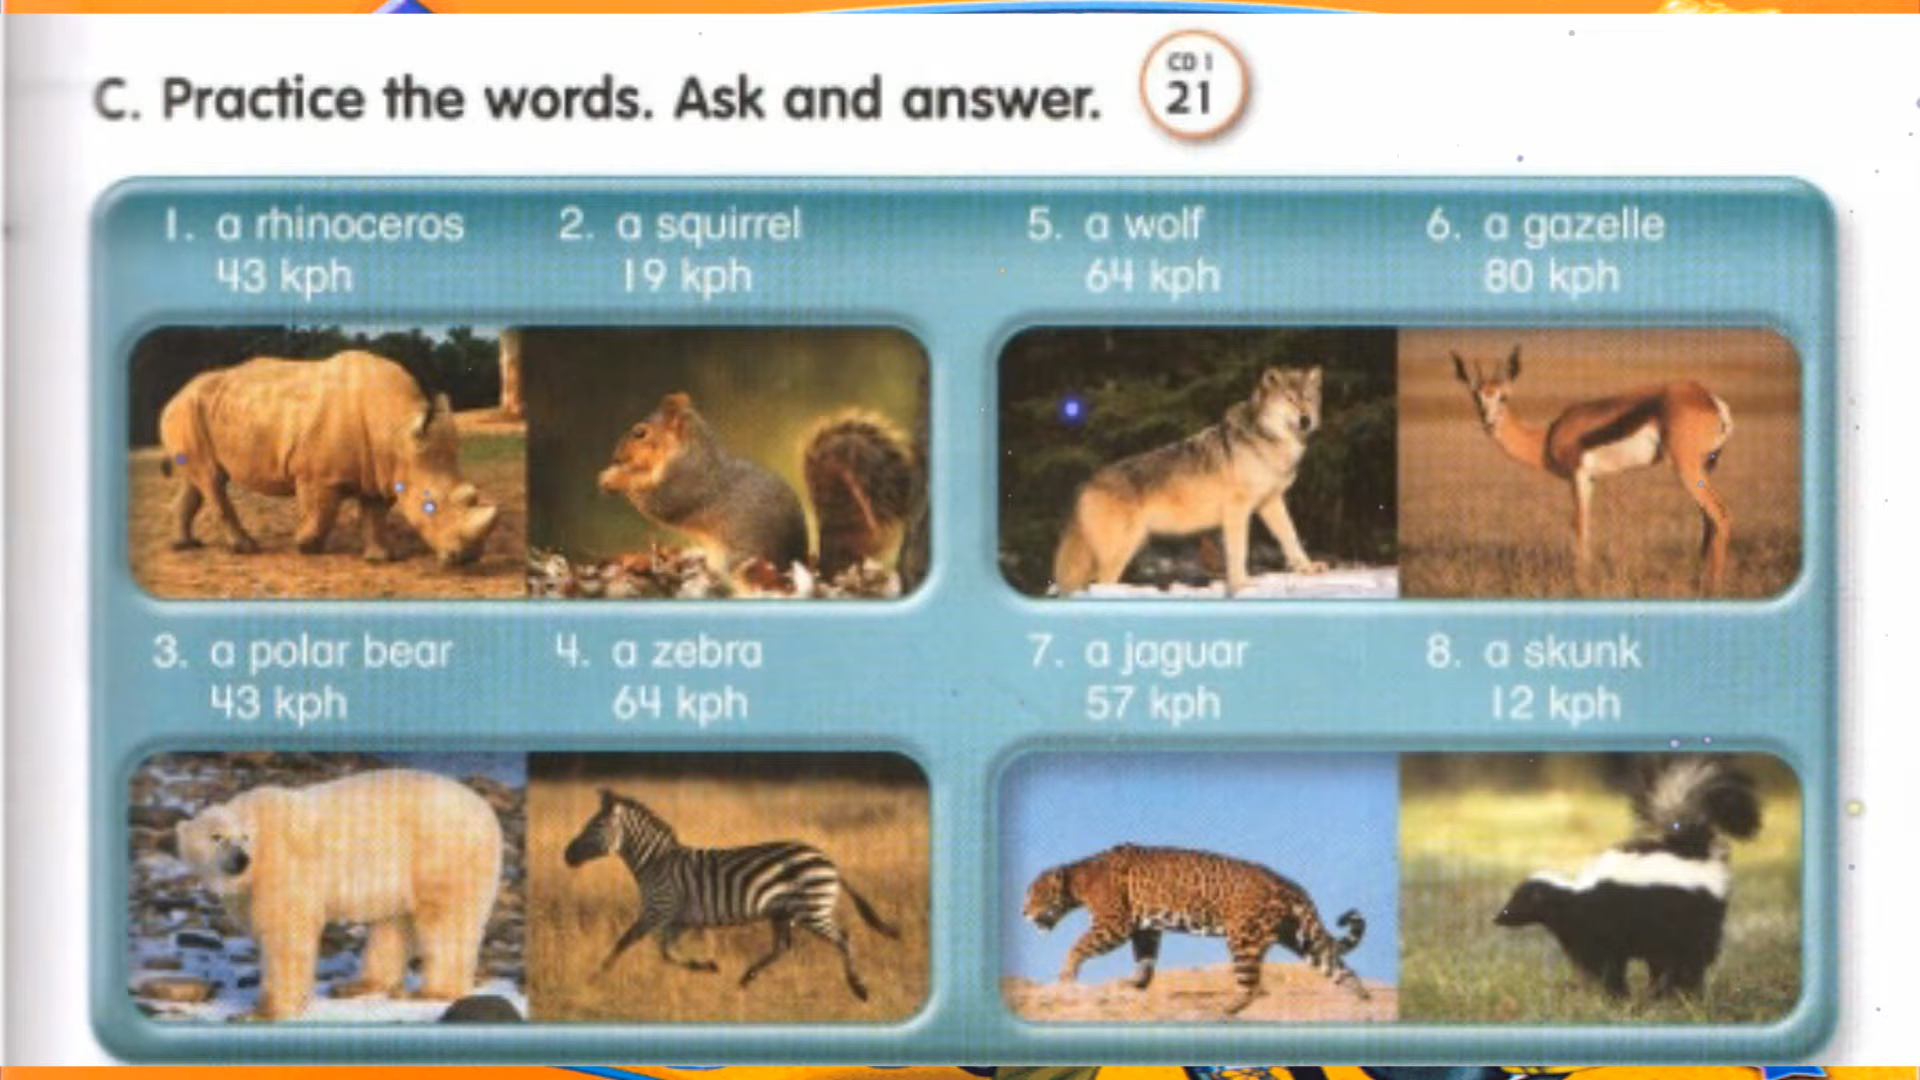 C. Practice the words. Ask and answer.
CD 1
21
1. a rhinoceros
43 kph
2. a squirrel
19 kph
5. a wolf
64 kph
6. a gazelle
80 kph
3. a polar bear
43 kph
4. a zebra
64 kph
7. a jaguar
57 kph
8. a skunk
12 kph